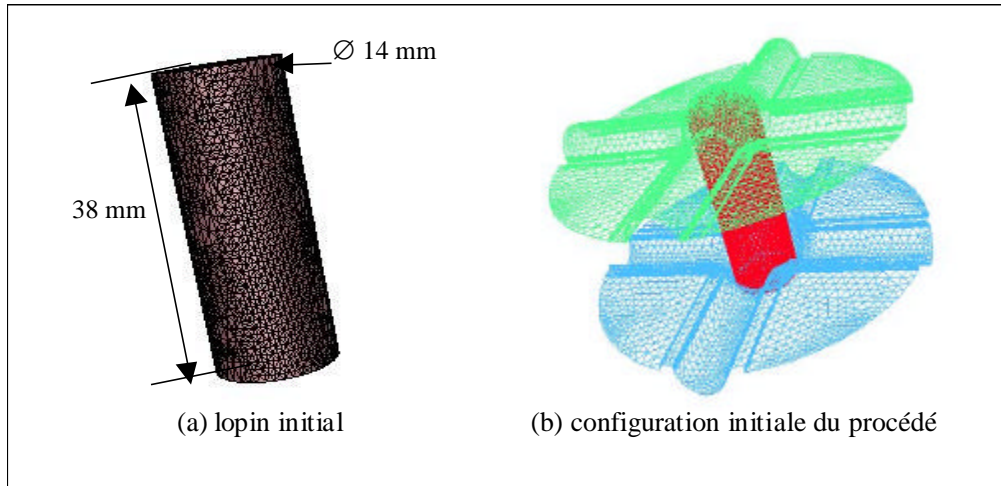 ∅ 14 mm
38 mm
(a) lopin initial
(b) configuration initiale du procédé